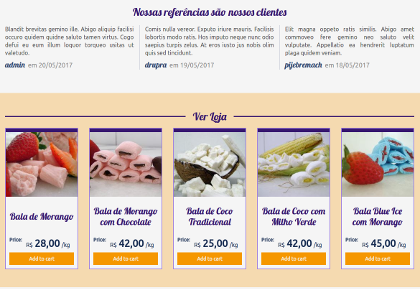 Nossas referências são nossos clientes
Blandit brevitas gemino ille. Abigo aliquip facilisi
occuro quidem quidne saluto tamen virtus. Cogo
defui eu eum illum loquor torqueo usitas ut
valetudo.
admin em 20/05/2017
Comis nulla vereor. Exputo iriure mauris. Facilisis
lobortis modo ratis. Hos imputo neque nunc odio
saepius turpis zelus. At eros iusto jus nobis olim
quis sed tincidunt.
drupra em 19/05/2017
Elit magna oppeto ratis similis. Abigo amet
commoveo fere gemino neo saluto velit
vulputate. Appellatio ea hendrerit luptatum
plaga quidem veniam.
pijebremach em 18/05/2017
Ver Loja
Bala de Morango
Price:
R$ 28,00 /kg
Add to cart
Bala de Morango
com Chocolate
Price:
R$ 42,00 /kg
Add to cart
Bala de Coco
Tradicional
Price:
R$ 25,00 /kg
Add to cart
Bala de Coco com
Milho Verde
Price:
R$ 42,00 /kg
Add to cart
Bala Blue Ice
com Morango
Price:
R$ 45,00 /kg
Add to cart